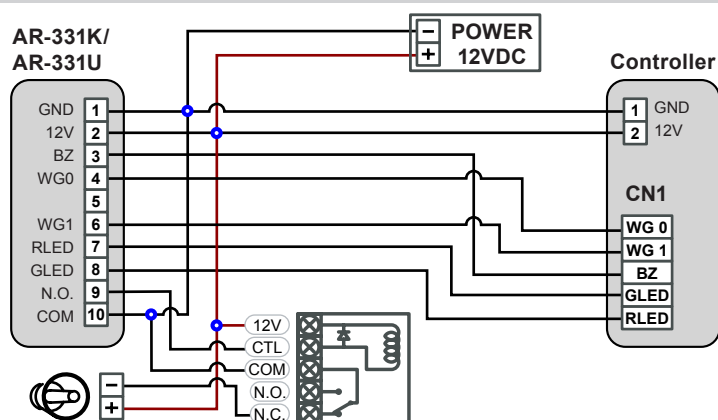 AR-331K/
AR-331U
− POWER
+ 12VDC
Controller
GND 1
12V 2
BZ 3
WG0 4
5
WG1 6
RLED 7
GLED 8
N.O. 9
COM 10
1 GND
2 12V
CN1
WG 0
WG 1
BZ
GLED
RLED
12V
CTL
COM
N.O.
N.C.
−
+